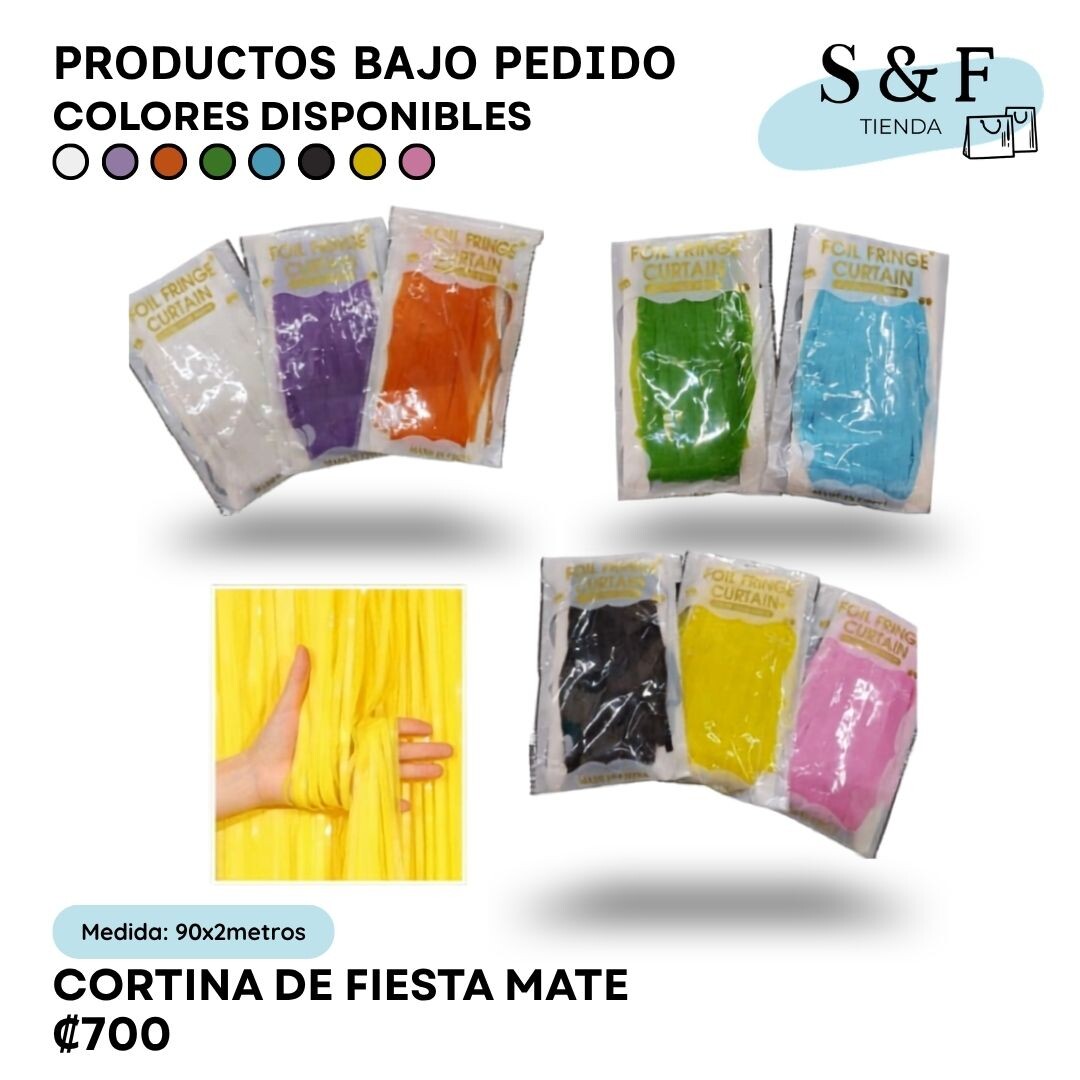 PRODUCTOS BAJO PEDIDO
COLORES DISPONIBLES
S & F
TIENDA
FOIL FRINGE
CURTAIN
FOIL FRINGE
CURTAIN
FOIL FRINGE
CURTAIN
FOIL FRINGE
CURTAIN
FOIL FRINGE
CURTAIN
FOIL FRINGE
CURTAIN
FOIL FRINGE
CURTAIN
FOIL FRING
CURTAIN
Medida: 90x2metros
CORTINA DE FIESTA MATE
₡700